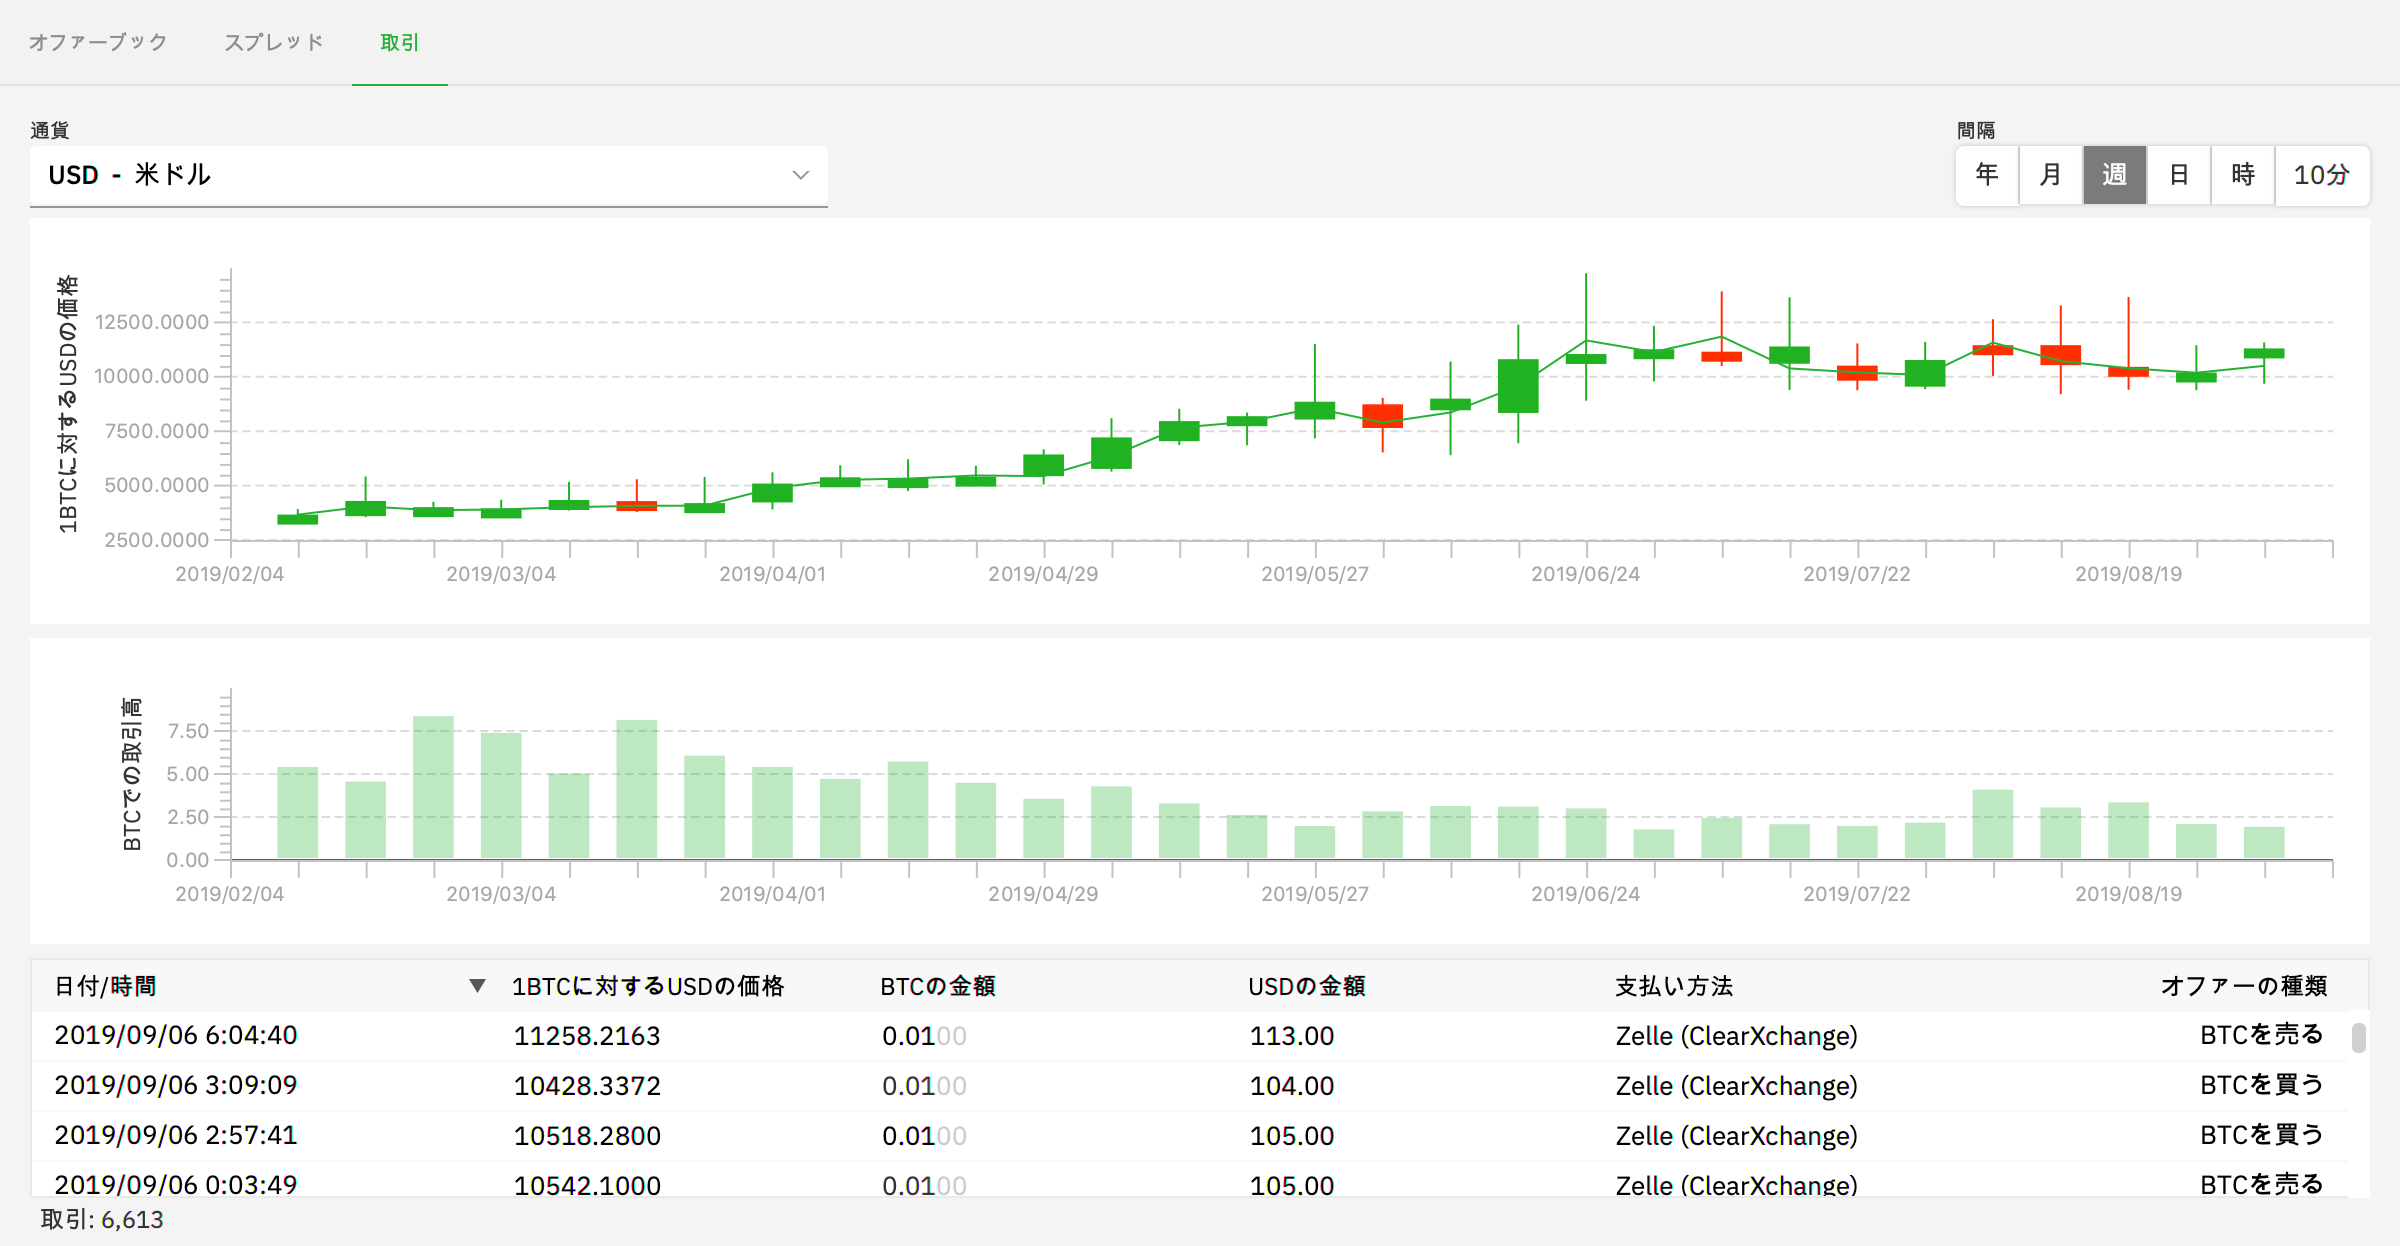 オファーブック スプレッド 取引
通貨 間隔
USD - 米ドル 年 月 週 日 時 10分
1BTCに対するUSDの価格
12500.0000
10000.0000
7500.0000
5000.0000
2500.0000
2019/02/04 2019/03/04 2019/04/01 2019/04/29 2019/05/27 2019/06/24 2019/07/22 2019/08/19
BTCでの取引高
7.50
5.00
2.50
0.00
2019/02/04 2019/03/04 2019/04/01 2019/04/29 2019/05/27 2019/06/24 2019/07/22 2019/08/19
日付/時間 ▼ 1BTCに対するUSDの価格 BTCの金額 USDの金額 支払い方法 オファーの種類
2019/09/06 6:04:40 11258.2163 0.0100 113.00 Zelle (ClearXchange) BTCを売る
2019/09/06 3:09:09 10428.3372 0.0100 104.00 Zelle (ClearXchange) BTCを買う
2019/09/06 2:57:41 10518.2800 0.0100 105.00 Zelle (ClearXchange) BTCを買う
2019/09/06 0:03:49 10542.1000 0.0100 105.00 Zelle (ClearXchange) BTCを売る
取引: 6,613